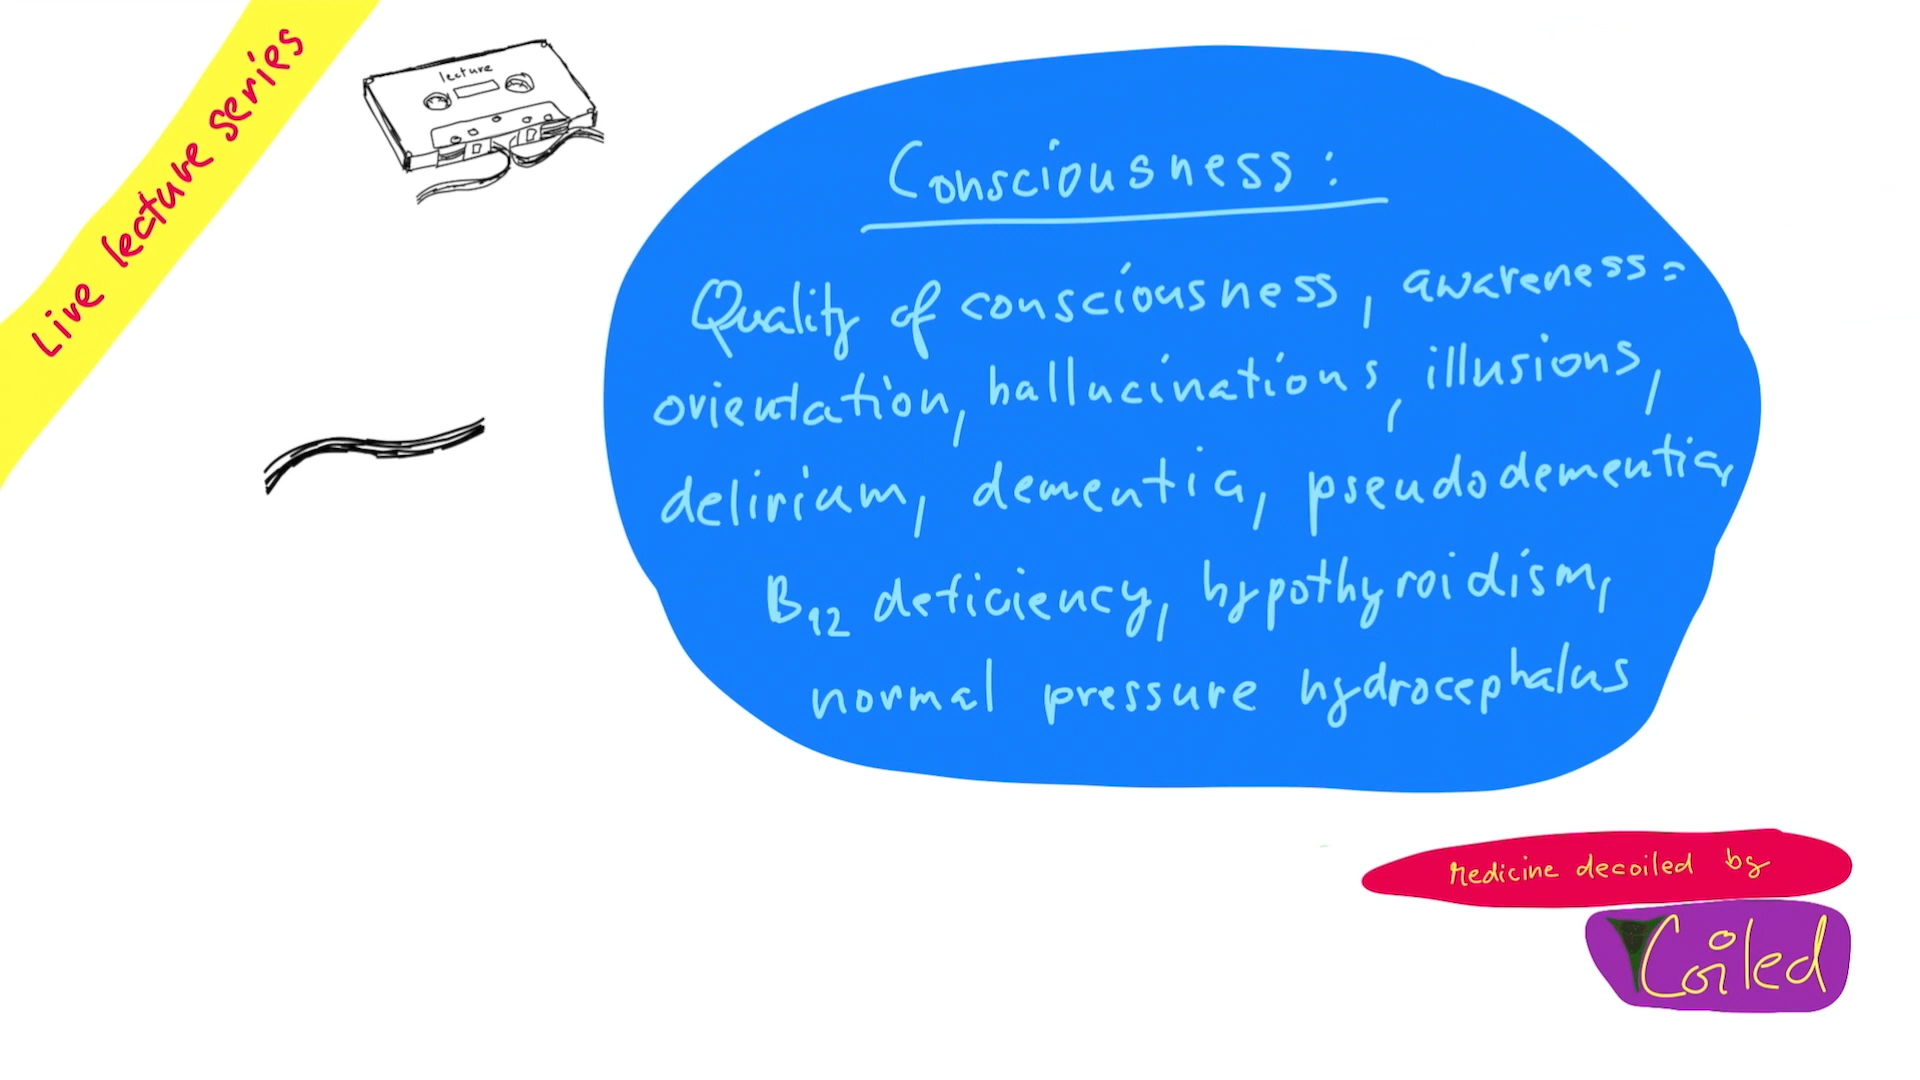 Live lecture series
lecture
Consciousness:
Quality of consciousness, awareness=
orientation, hallucinations, illusions,
delirium, dementia, pseudodementia,
B12 deficiency, hypothyroidism,
normal pressure hydrocephalus
Medicine decoiled by
Coiled